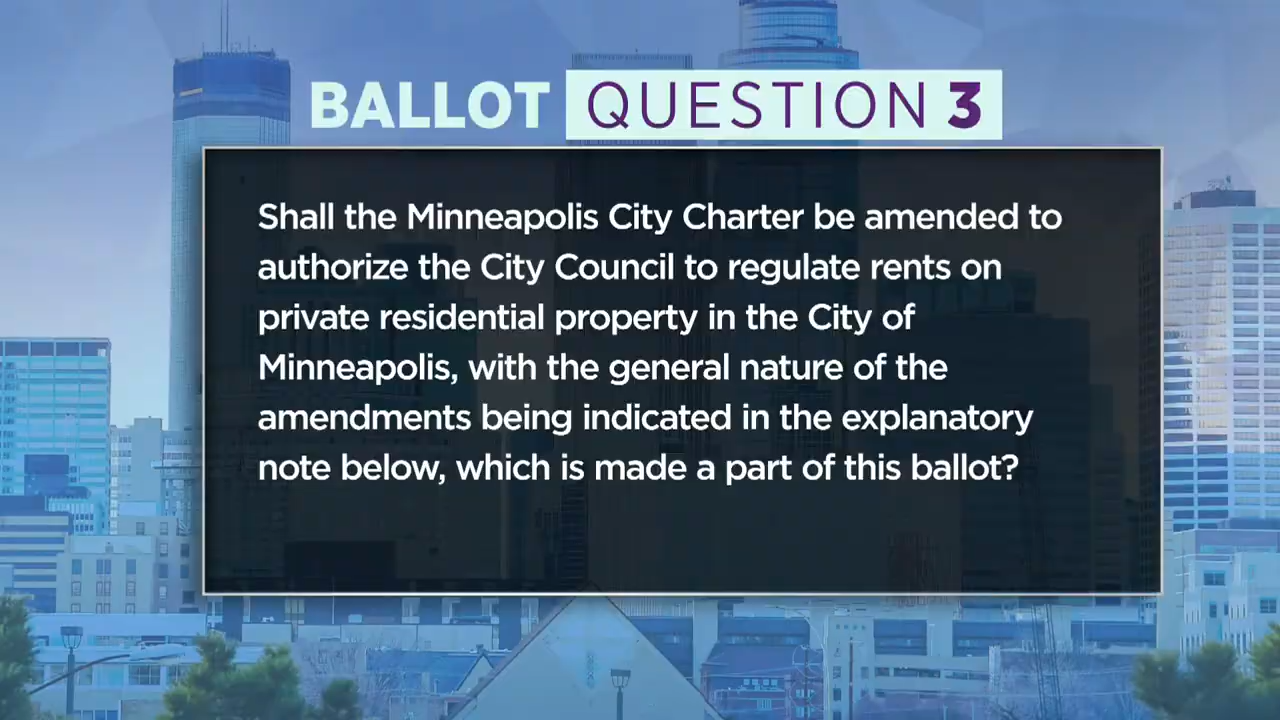 BALLOT QUESTION 3
Shall the Minneapolis City Charter be amended to
authorize the City Council to regulate rents on
private residential property in the City of
Minneapolis, with the general nature of the
amendments being indicated in the explanatory
note below, which is made a part of this ballot?